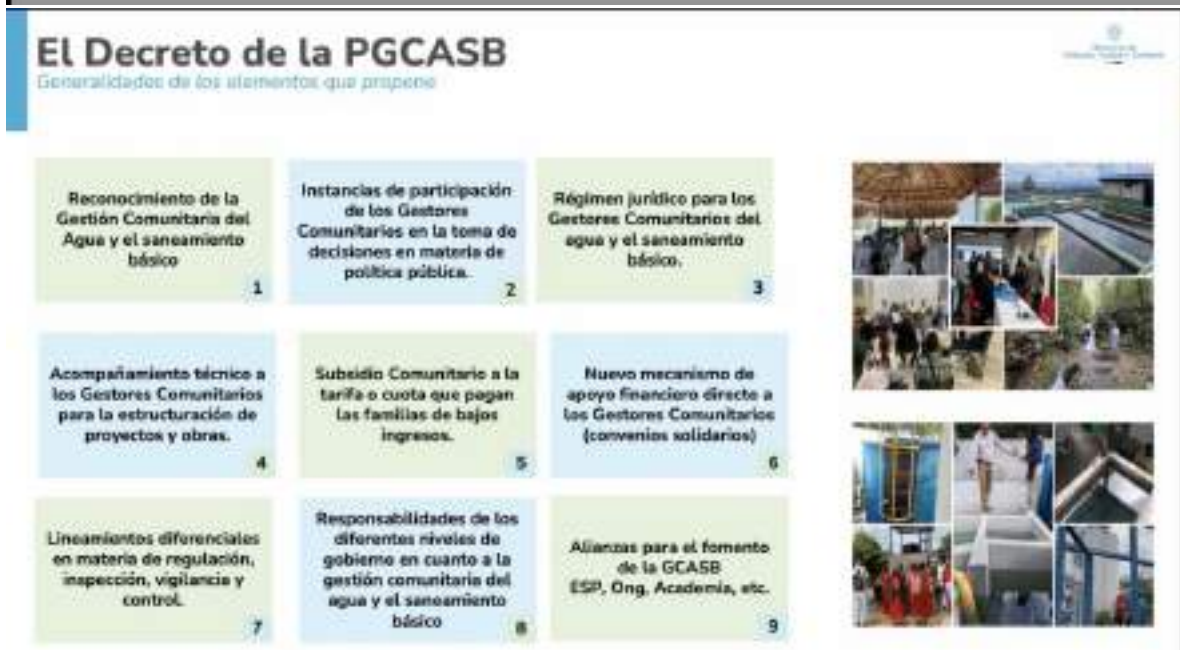 El Decreto de la PGCASB
Generalidades de los elementos que propone
Reconocimiento de la
Gestión Comunitaria del
Agua y el saneamiento
básico
1
Instancias de participación
de los Gestores
Comunitarios en la toma de
decisiones en materia de
política pública.
2
Régimen jurídico para los
Gestores Comunitarios del
agua y el saneamiento
básico.
3
Acompañamiento técnico a
los Gestores Comunitarios
para la estructuración de
proyectos y obras.
4
Subsidio Comunitario a la
tarifa o cuota que pagan
las familias de bajos
ingresos.
5
Nuevo mecanismo de
apoyo financiero directo a
los Gestores Comunitarios
(convenios solidarios)
6
Lineamientos diferenciales
en materia de regulación,
inspección, vigilancia y
control.
7
Responsabilidades de los
diferentes niveles de
gobierno en cuanto a la
gestión comunitaria del
agua y el saneamiento
básico
8
Alianzas para el fomento
de la GCASB
ESP, Ong, Academia, etc.
9